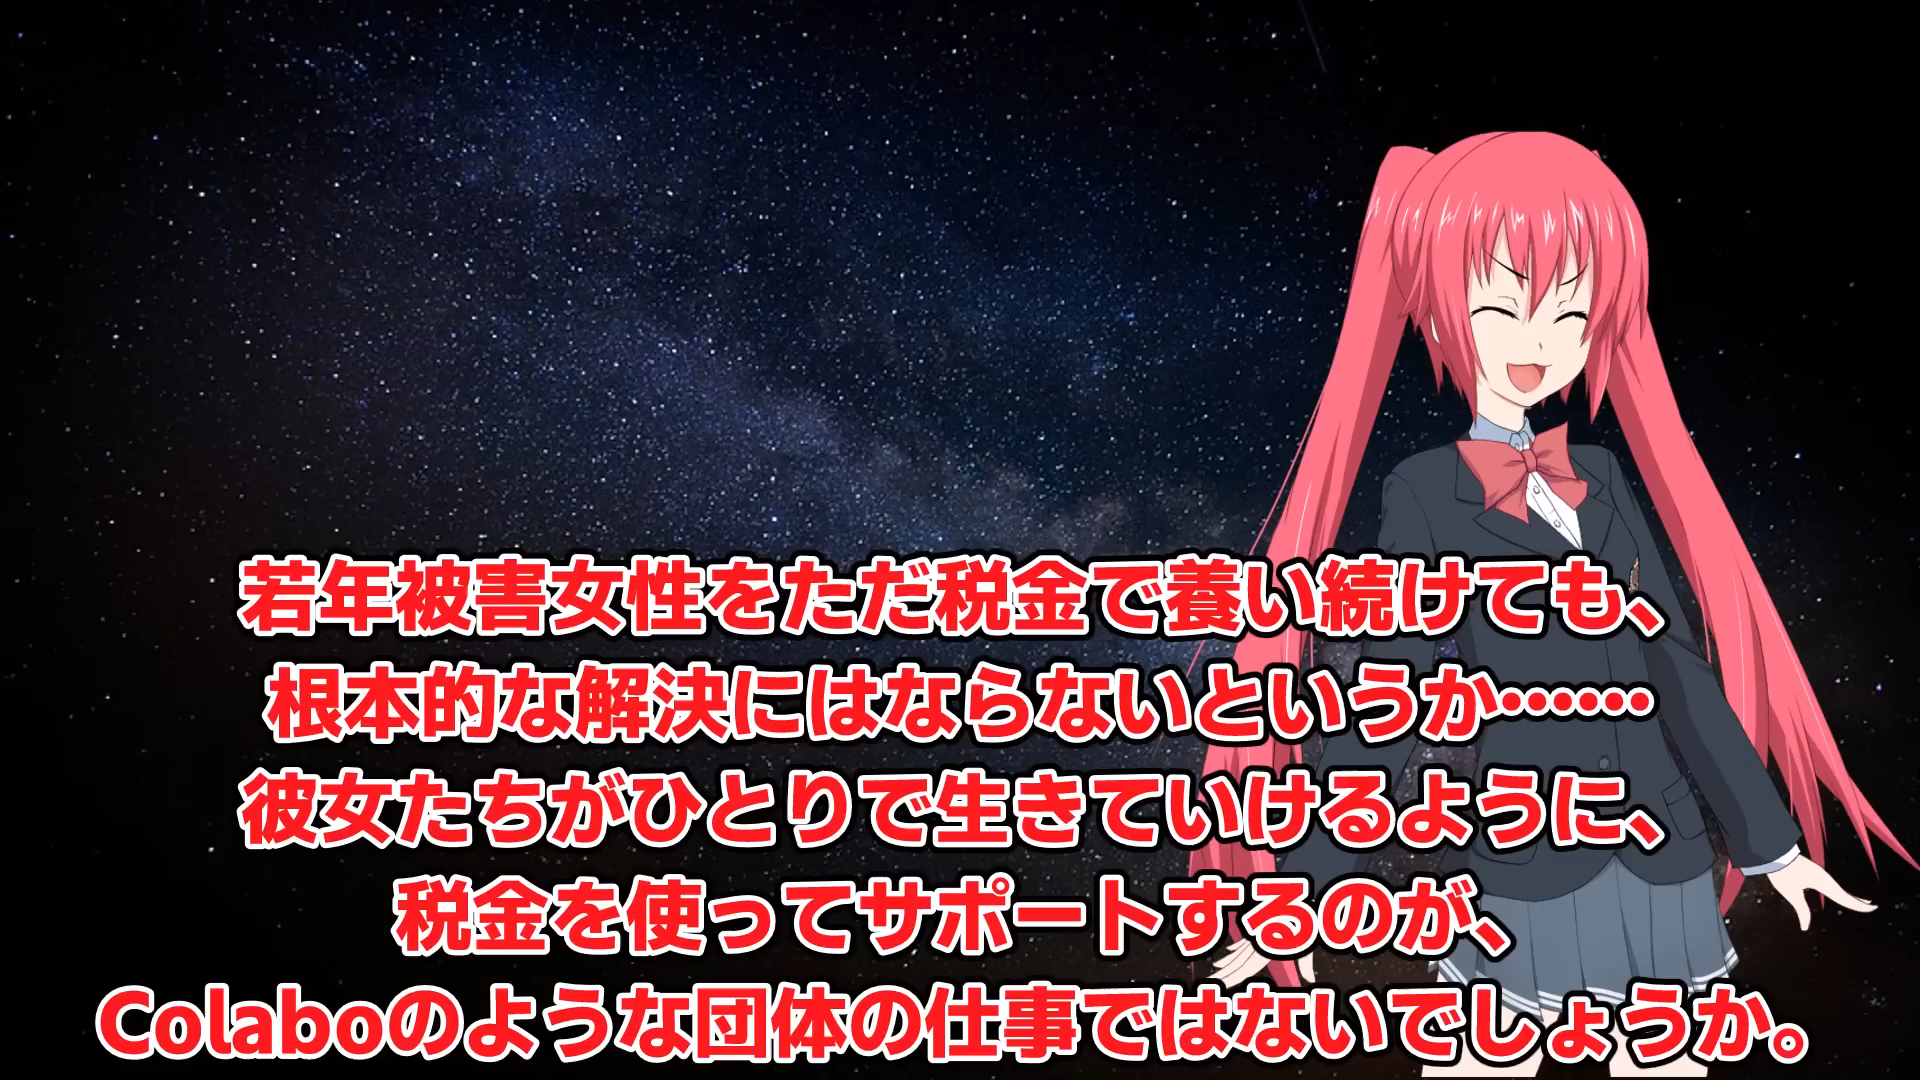 若年被害女性をただ税金で養い続けても、
根本的な解決にはならないというか……
彼女たちがひとりで生きていけるように、
税金を使ってサポートするのが、
Colaboのような団体の仕事ではないでしょうか。